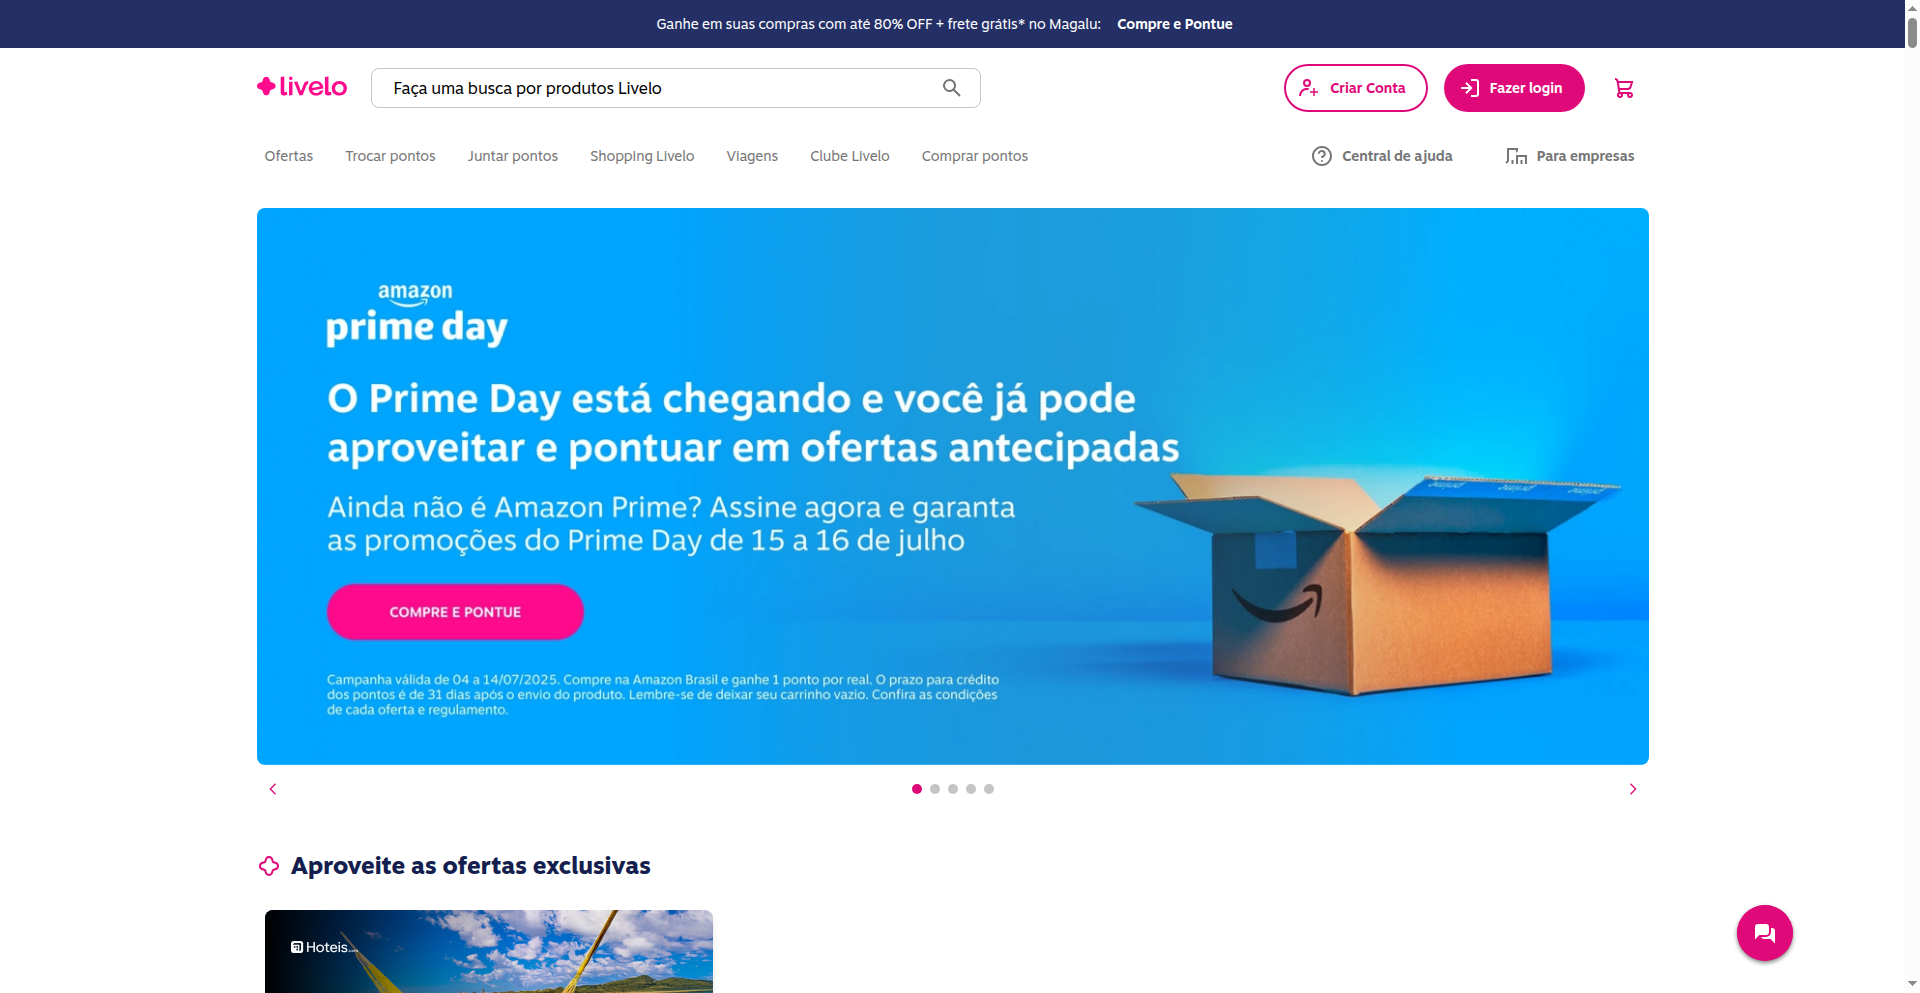 Ganhe em suas compras com até 80% OFF + frete grátis* no Magalu: Compre e Pontue
livelo
Faça uma busca por produtos Livelo
Criar Conta
Fazer login
Ofertas
Trocar pontos
Juntar pontos
Shopping Livelo
Viagens
Clube Livelo
Comprar pontos
Central de ajuda
Para empresas
amazon
prime day
O Prime Day está chegando e você já pode
aproveitar e pontuar em ofertas antecipadas
Ainda não é Amazon Prime? Assine agora e garanta
as promoções do Prime Day de 15 a 16 de julho
COMPRE E PONTUE
Campanha válida de 04 a 14/07/2025. Compre na Amazon Brasil e ganhe 1 ponto por real. O prazo para crédito
dos pontos é de 31 dias após o envio do produto. Lembre-se de deixar seu carrinho vazio. Confira as condições
de cada oferta e regulamento.
Aproveite as ofertas exclusivas
Hoteis